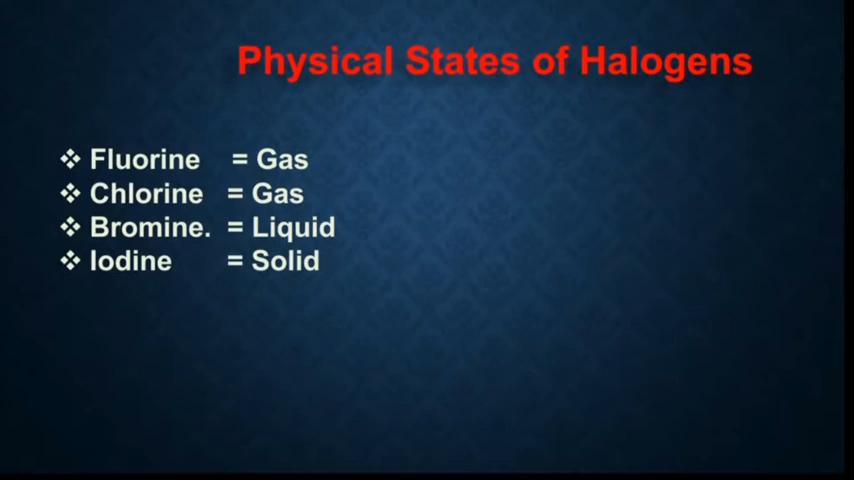 Physical States of Halogens
❖ Fluorine = Gas
❖ Chlorine = Gas
❖ Bromine. = Liquid
❖ Iodine = Solid